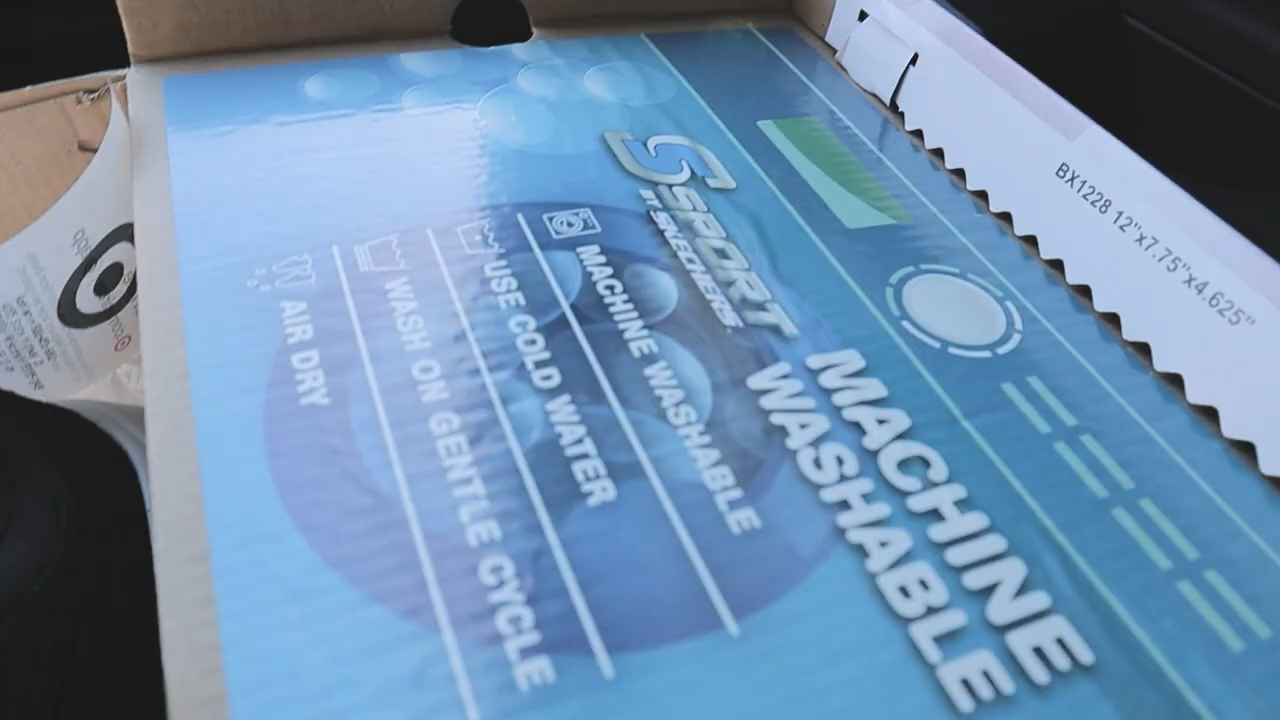 S SPORT
BY SKECHERS.
MACHINE
WASHABLE
MACHINE WASHABLE
USE COLD WATER
WASH ON GENTLE CYCLE
AIR DRY
BX1228 12"x7.75"x4.625"